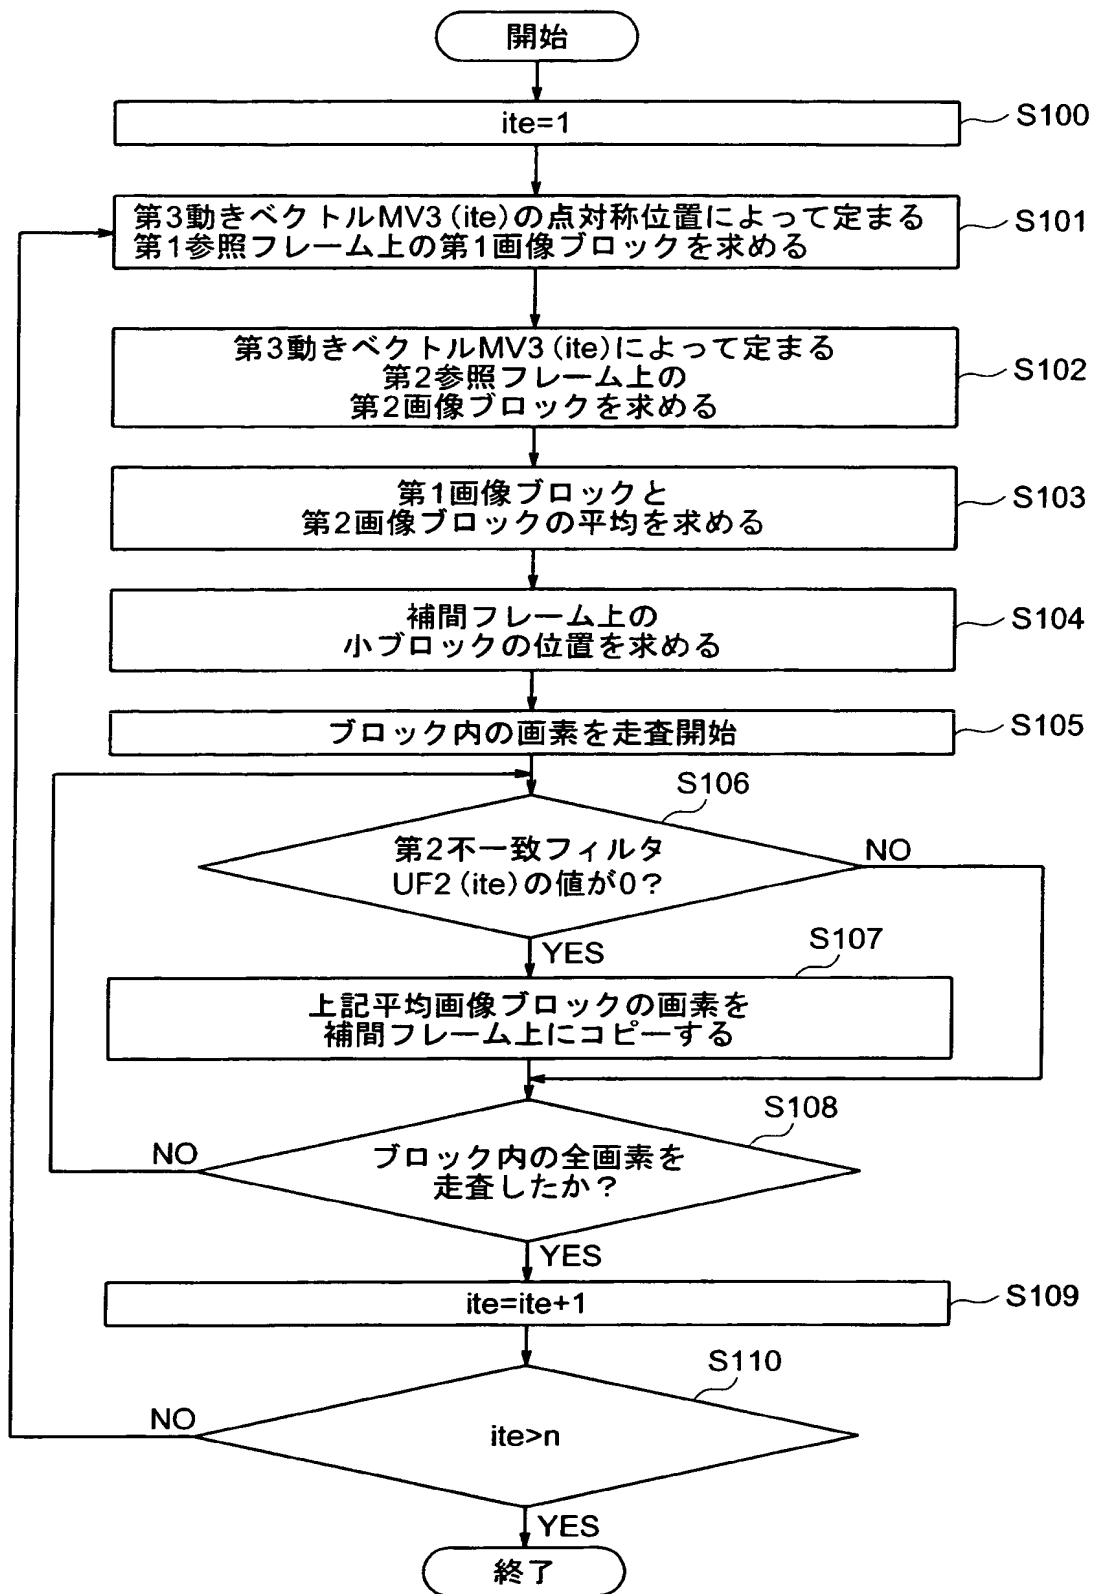 開始
ite=1
S100
第3動きベクトルMV3(ite)の点対称位置によって定まる
第1参照フレーム上の第1画像ブロックを求める
S101
第3動きベクトルMV3(ite)によって定まる
第2参照フレーム上の
第2画像ブロックを求める
S102
第1画像ブロックと
第2画像ブロックの平均を求める
S103
補間フレーム上の
小ブロックの位置を求める
S104
ブロック内の画素を走査開始
S105
S106
第2不一致フィルタ
UF2(ite)の値が0?
NO
YES
S107
上記平均画像ブロックの画素を
補間フレーム上にコピーする
S108
NO
ブロック内の全画素を
走査したか?
YES
ite=ite+1
S109
S110
NO
ite>n
YES
終了